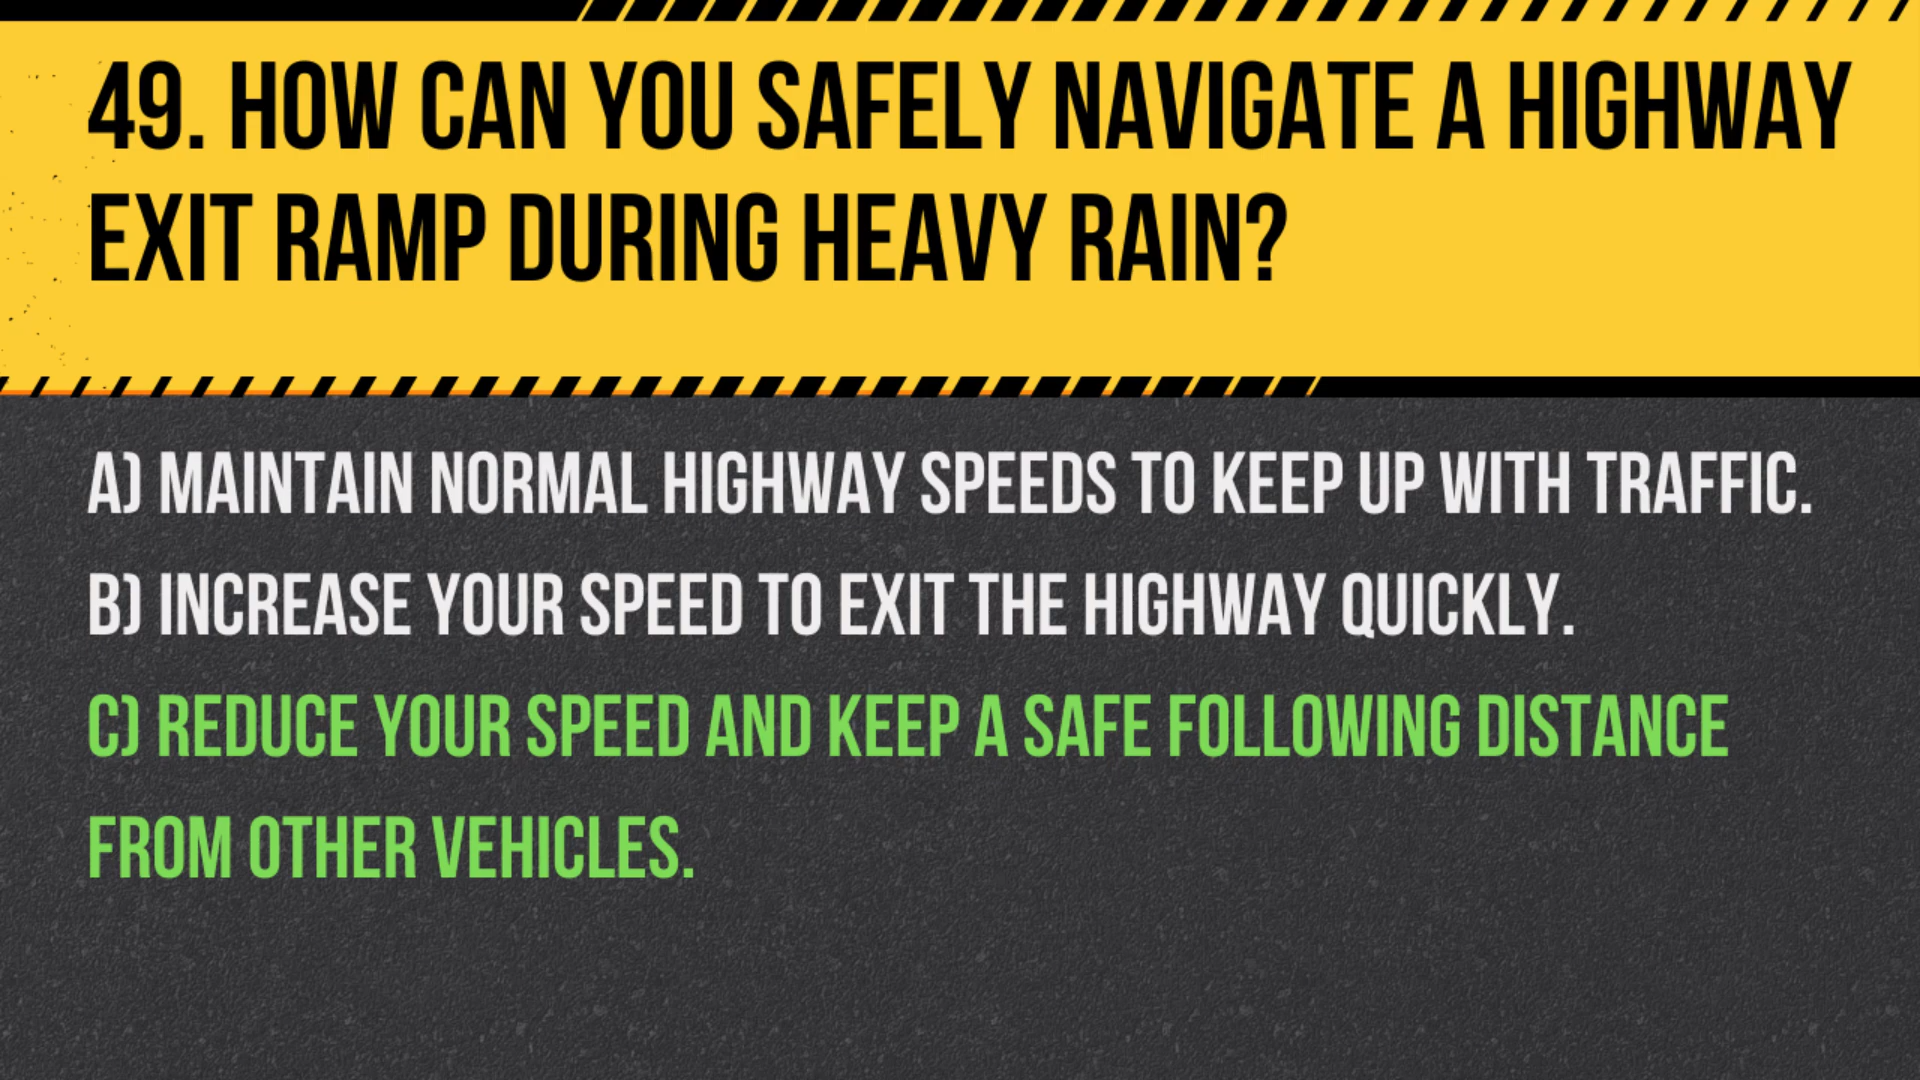 49. HOW CAN YOU SAFELY NAVIGATE A HIGHWAY
EXIT RAMP DURING HEAVY RAIN?
A) MAINTAIN NORMAL HIGHWAY SPEEDS TO KEEP UP WITH TRAFFIC.
B) INCREASE YOUR SPEED TO EXIT THE HIGHWAY QUICKLY.
C) REDUCE YOUR SPEED AND KEEP A SAFE FOLLOWING DISTANCE
FROM OTHER VEHICLES.